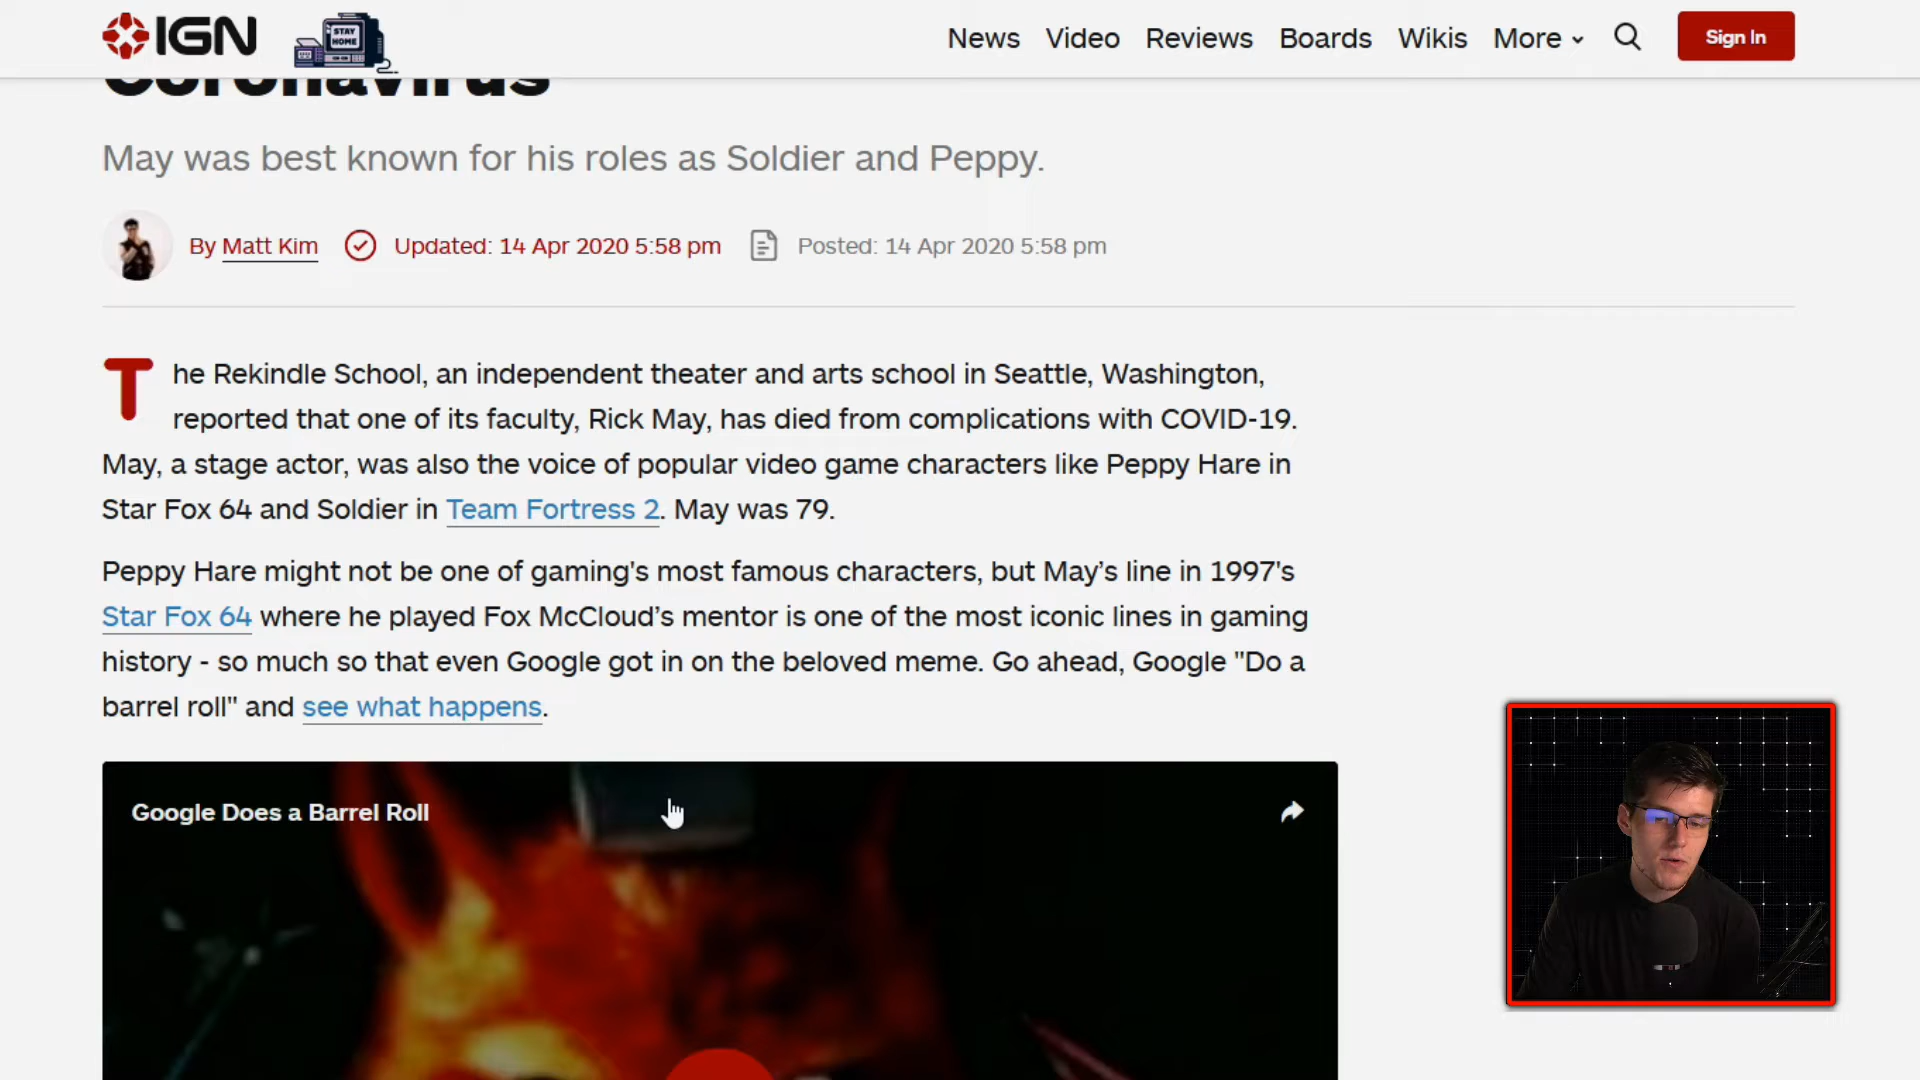 IGN
STAY
HOME
News Video Reviews Boards Wikis More
Sign In
Coronavirus
May was best known for his roles as Soldier and Peppy.
By Matt Kim Updated: 14 Apr 2020 5:58 pm Posted: 14 Apr 2020 5:58 pm
The Rekindle School, an independent theater and arts school in Seattle, Washington,
reported that one of its faculty, Rick May, has died from complications with COVID-19.
May, a stage actor, was also the voice of popular video game characters like Peppy Hare in
Star Fox 64 and Soldier in Team Fortress 2. May was 79.
Peppy Hare might not be one of gaming's most famous characters, but May’s line in 1997's
Star Fox 64 where he played Fox McCloud’s mentor is one of the most iconic lines in gaming
history - so much so that even Google got in on the beloved meme. Go ahead, Google "Do a
barrel roll" and see what happens.
Google Does a Barrel Roll